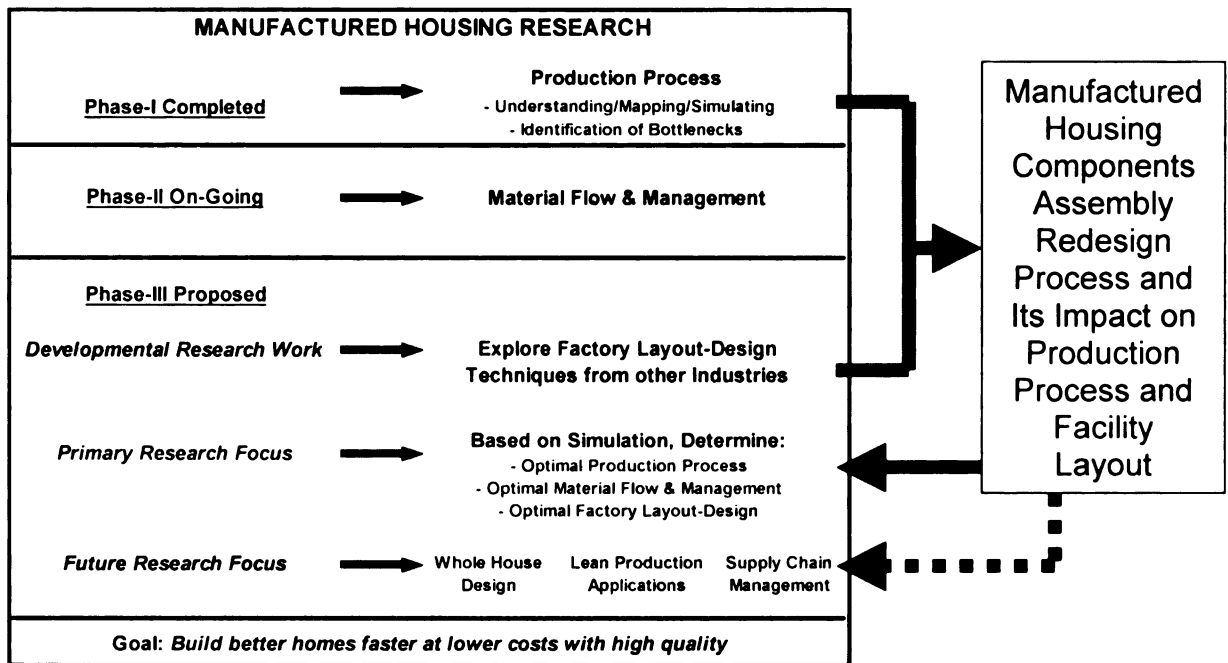 MANUFACTURED HOUSING RESEARCH
Phase-I Completed
Production Process
- Understanding/Mapping/Simulating
- Identification of Bottlenecks
Phase-II On-Going
Material Flow & Management
Phase-III Proposed
Developmental Research Work
Explore Factory Layout-Design
Techniques from other Industries
Primary Research Focus
Based on Simulation, Determine:
- Optimal Production Process
- Optimal Material Flow & Management
- Optimal Factory Layout-Design
Future Research Focus
Whole House
Design
Lean Production
Applications
Supply Chain
Management
Goal: Build better homes faster at lower costs with high quality
Manufactured
Housing
Components
Assembly
Redesign
Process and
Its Impact on
Production
Process and
Facility
Layout